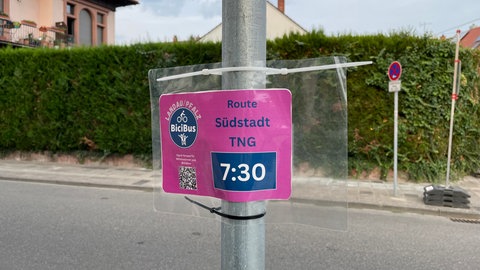 LANDAU/PFALZ
BiciBus
Route
Südstadt
TNG
7:30